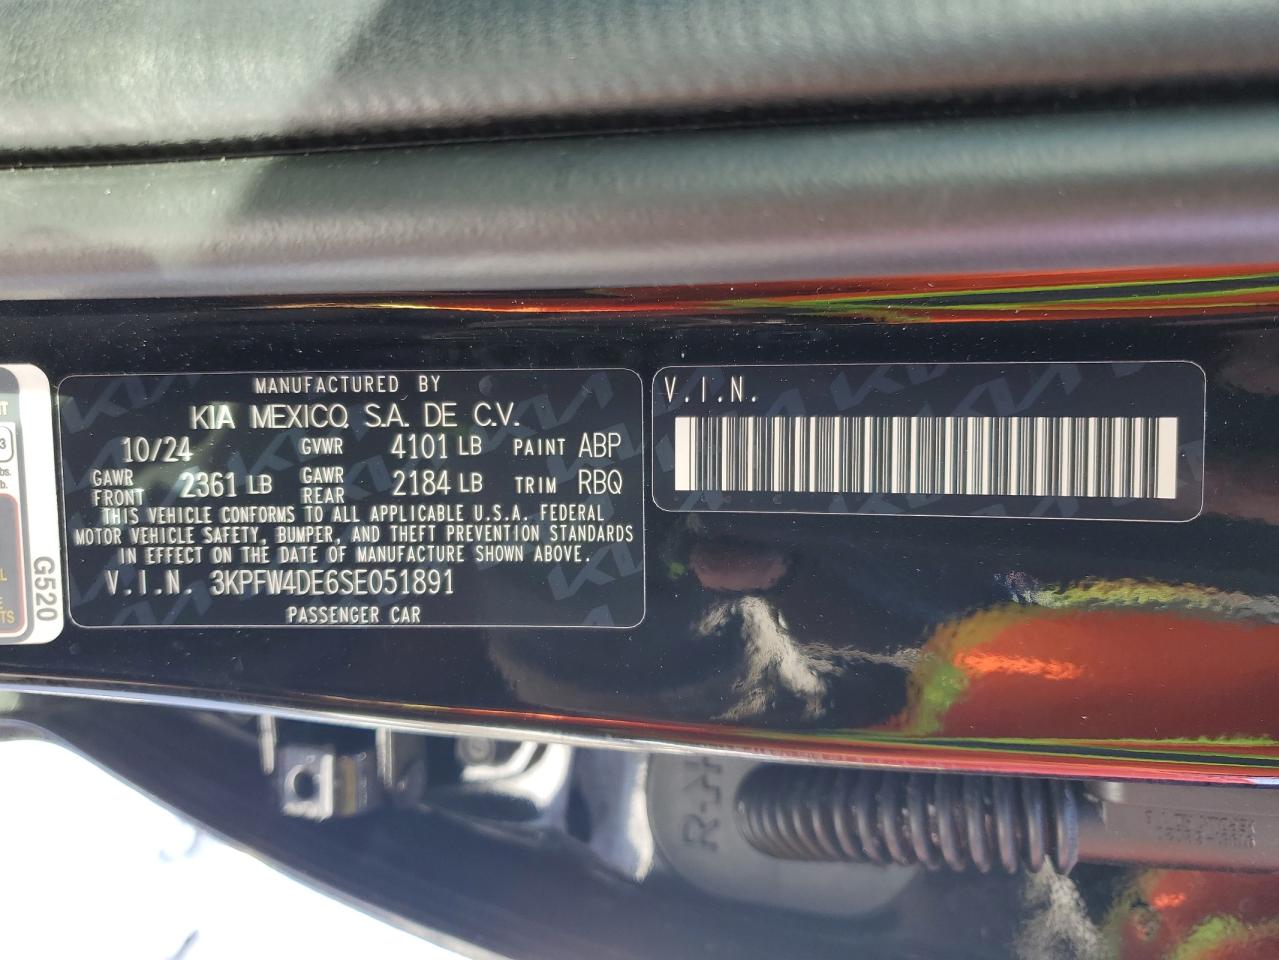 MANUFACTURED BY
KIA MEXICO, S.A. DE C.V.
10/24 GVWR 4101 LB PAINT ABP
GAWR FRONT 2361 LB GAWR REAR 2184 LB TRIM RBQ
THIS VEHICLE CONFORMS TO ALL APPLICABLE U.S.A. FEDERAL
MOTOR VEHICLE SAFETY, BUMPER, AND THEFT PREVENTION STANDARDS
IN EFFECT ON THE DATE OF MANUFACTURE SHOWN ABOVE.
V.I.N. 3KPFW4DE6SE051891
PASSENGER CAR
V.I.N.
G520
R-JK